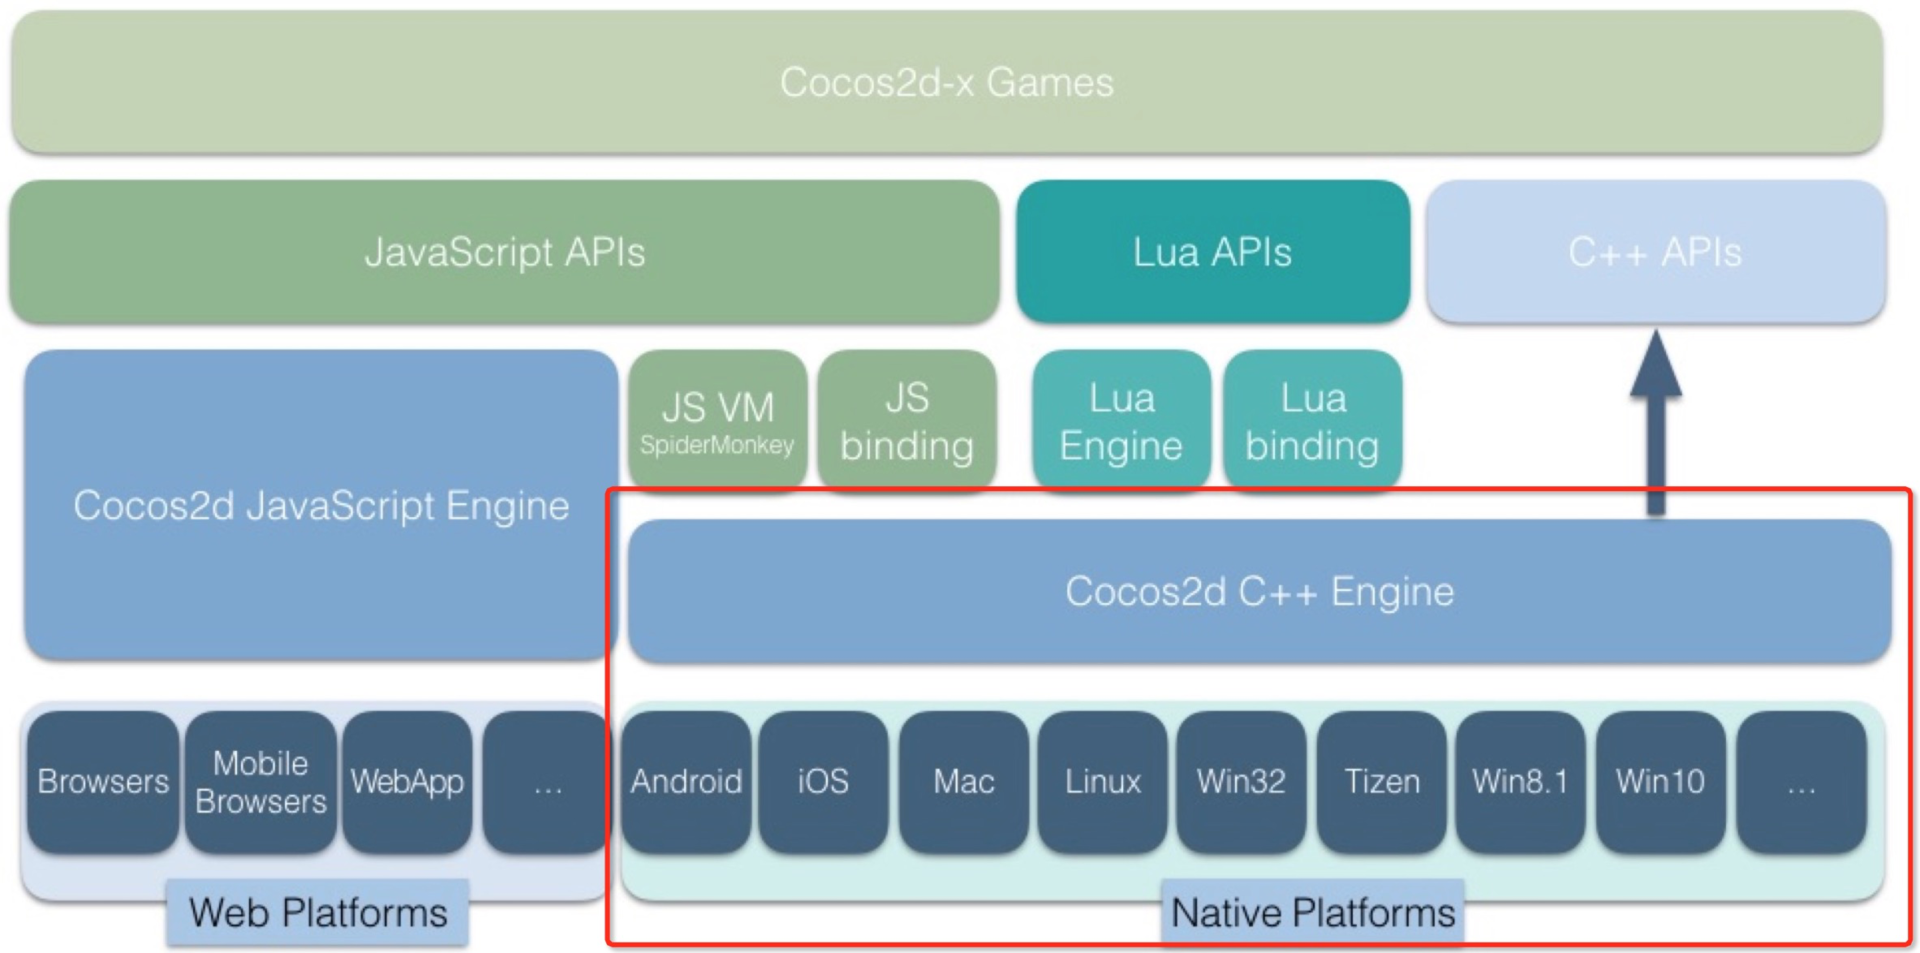 Cocos2d-x Games
JavaScript APIs
Lua APIs
C++ APIs
Cocos2d JavaScript Engine
JS VM
SpiderMonkey
JS
binding
Lua
Engine
Lua
binding
Cocos2d C++ Engine
Browsers
Mobile
Browsers
WebApp
...
Android
iOS
Mac
Linux
Win32
Tizen
Win8.1
Win10
...
Web Platforms
Native Platforms